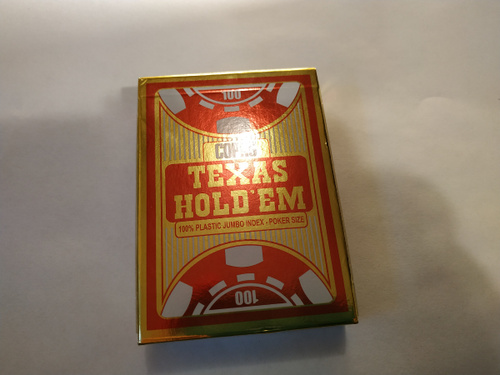 100
COPAG
TEXAS
HOLD'EM
100% PLASTIC JUMBO INDEX - POKER SIZE
100